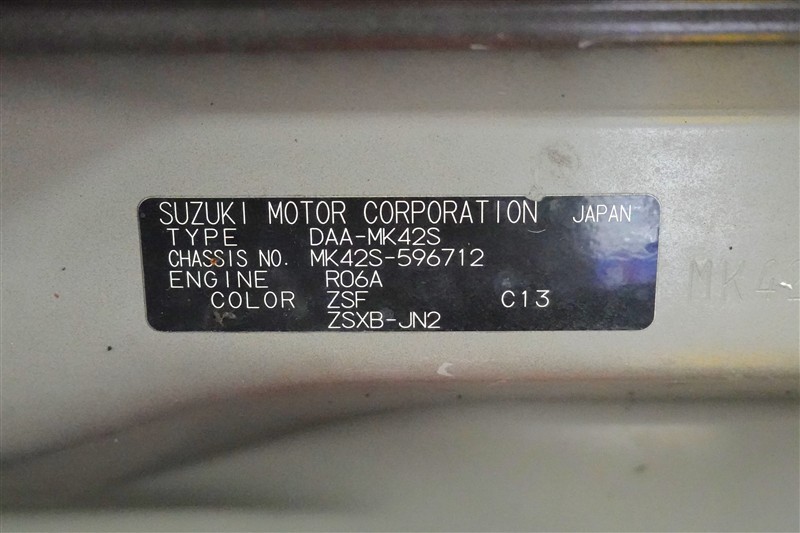 SUZUKI MOTOR CORPORATION JAPAN
TYPE DAA-MK42S
CHASSIS NO. MK42S-596712
ENGINE R06A
COLOR ZSF C13
ZSXB-JN2